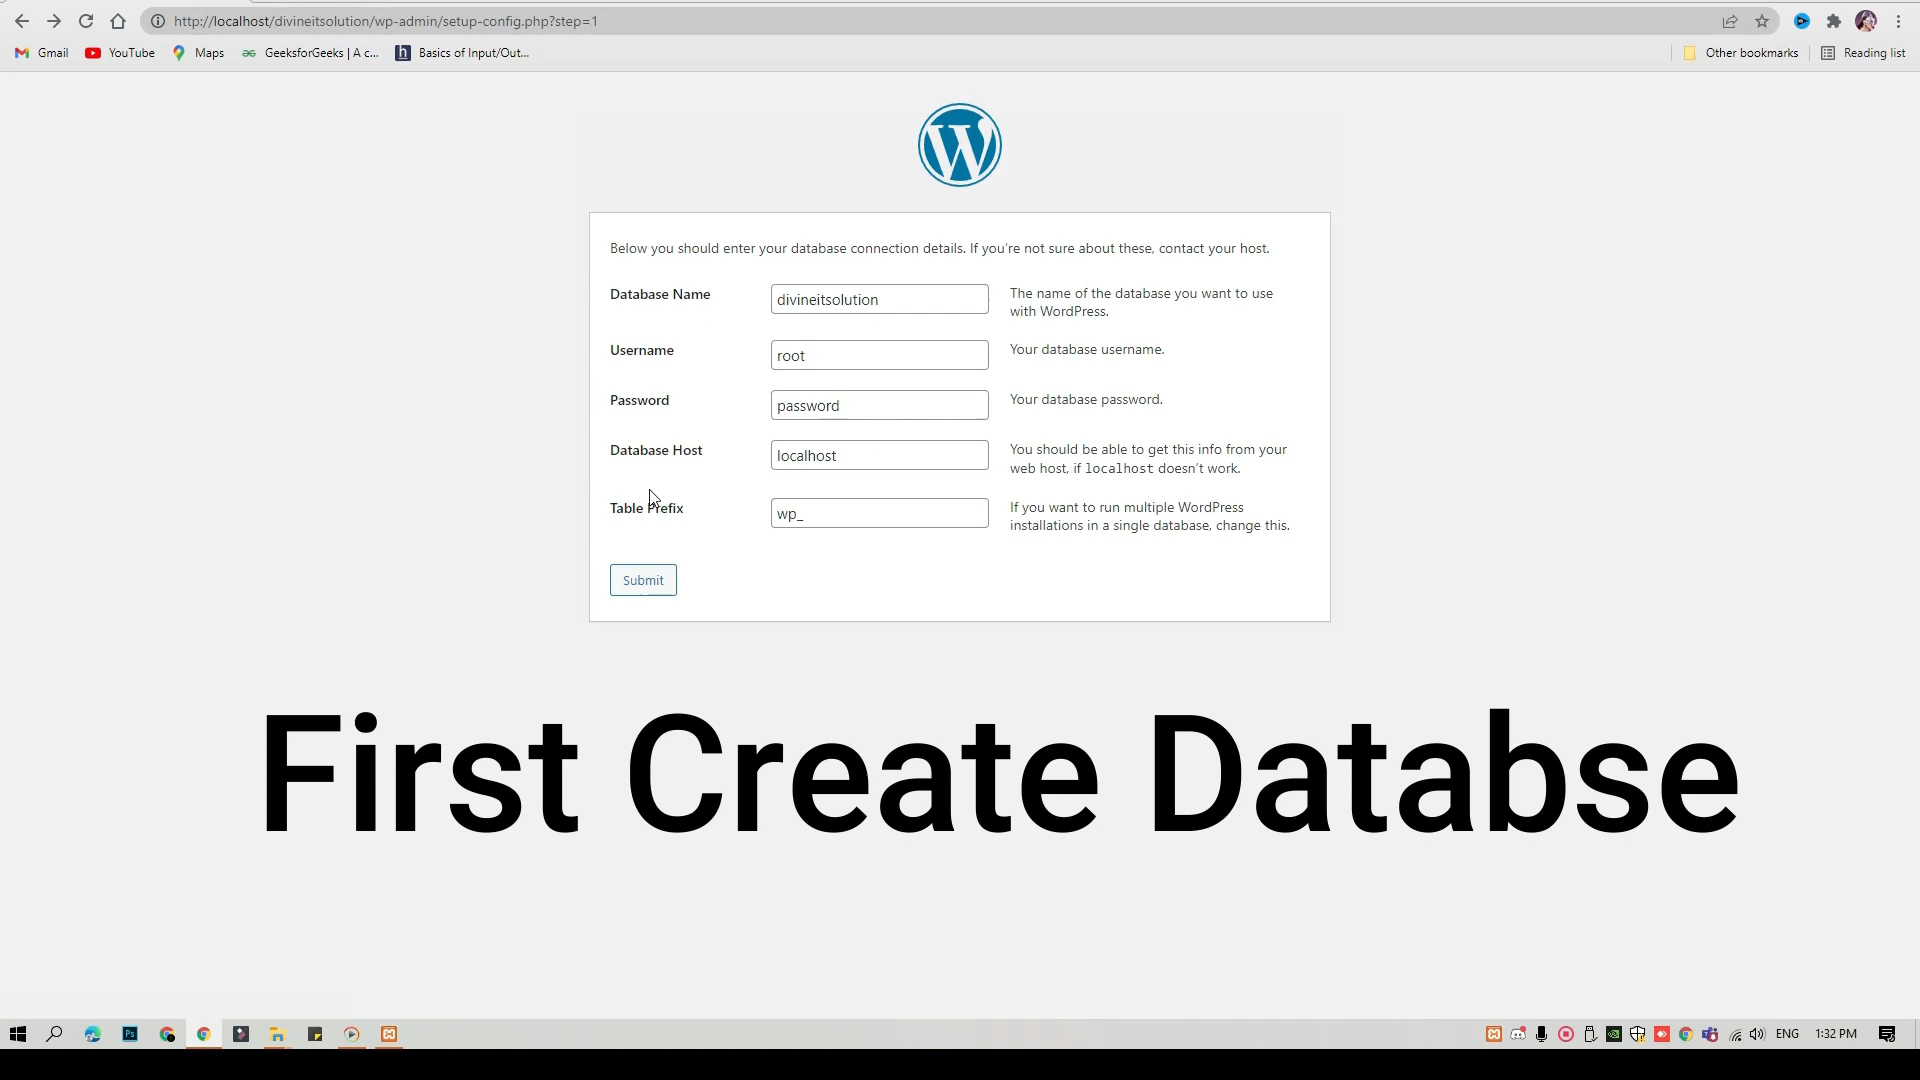 http://localhost/divineitsolution/wp-admin/setup-config.php?step=1
Gmail YouTube Maps GeeksforGeeks | A c... Basics of Input/Out... Other bookmarks Reading list
W
Below you should enter your database connection details. If you're not sure about these, contact your host.
Database Name divineitsolution The name of the database you want to use
with WordPress.
Username root Your database username.
Password password Your database password.
Database Host localhost You should be able to get this info from your
web host, if localhost doesn't work.
Table Prefix wp_ If you want to run multiple WordPress
installations in a single database, change this.
Submit
First Create Databse
Ps ENG 1:32 PM